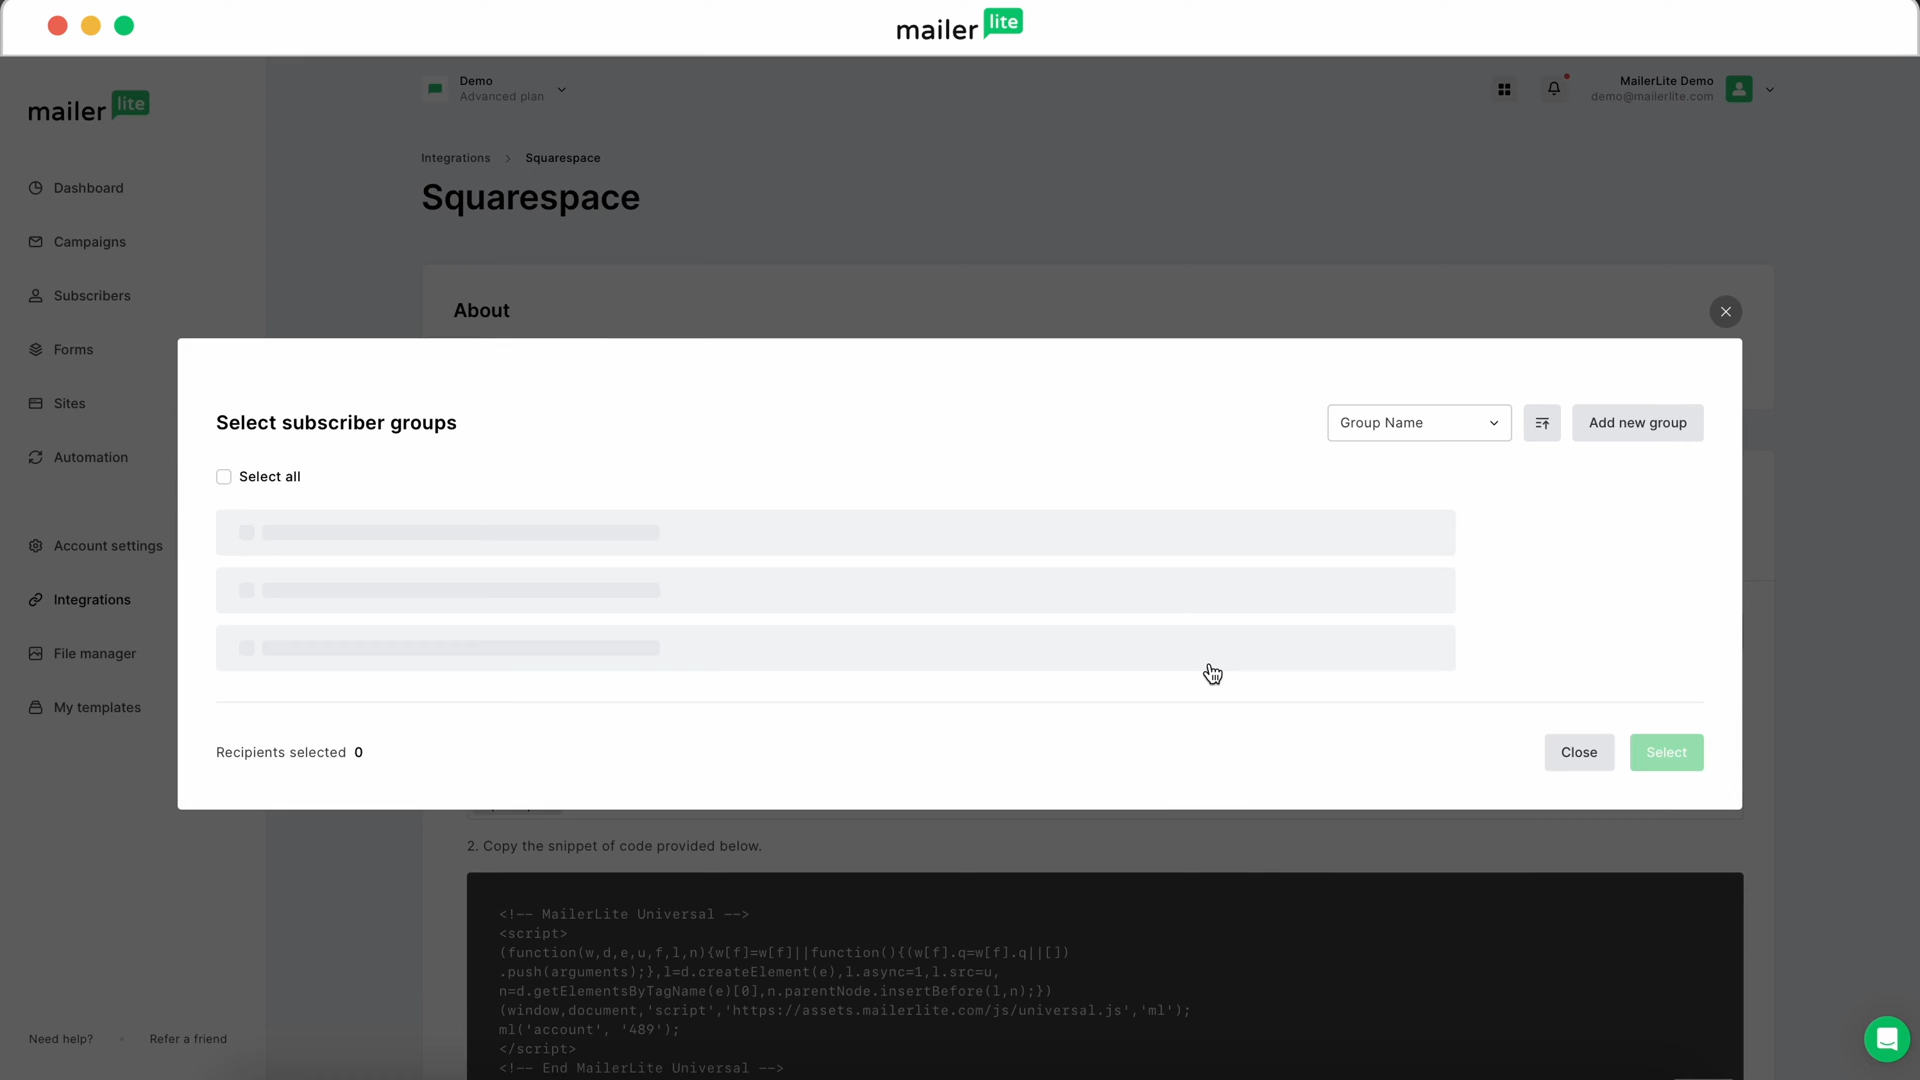 mailer lite
mailer lite
Demo
Advanced plan
MailerLite Demo
demo@mailerlite.com
Dashboard
Campaigns
Subscribers
Forms
Sites
Automation
Account settings
Integrations
File manager
My templates
Need help?
Refer a friend
Integrations > Squarespace
Squarespace
About
Select subscriber groups
Group Name
Add new group
Select all
Recipients selected 0
Close
Select
2. Copy the snippet of code provided below.
<!-- MailerLite Universal -->
<script>
(function(w,d,e,u,f,l,n){w[f]=w[f]||function(){(w[f].q=w[f].q||[])
.push(arguments);},l=d.createElement(e),l.async=1,l.src=u,
n=d.getElementsByTagName(e)[0],n.parentNode.insertBefore(l,n);})
(window,document,'script','https://assets.mailerlite.com/js/universal.js','ml');
ml('account', '489');
</script>
<!-- End MailerLite Universal -->